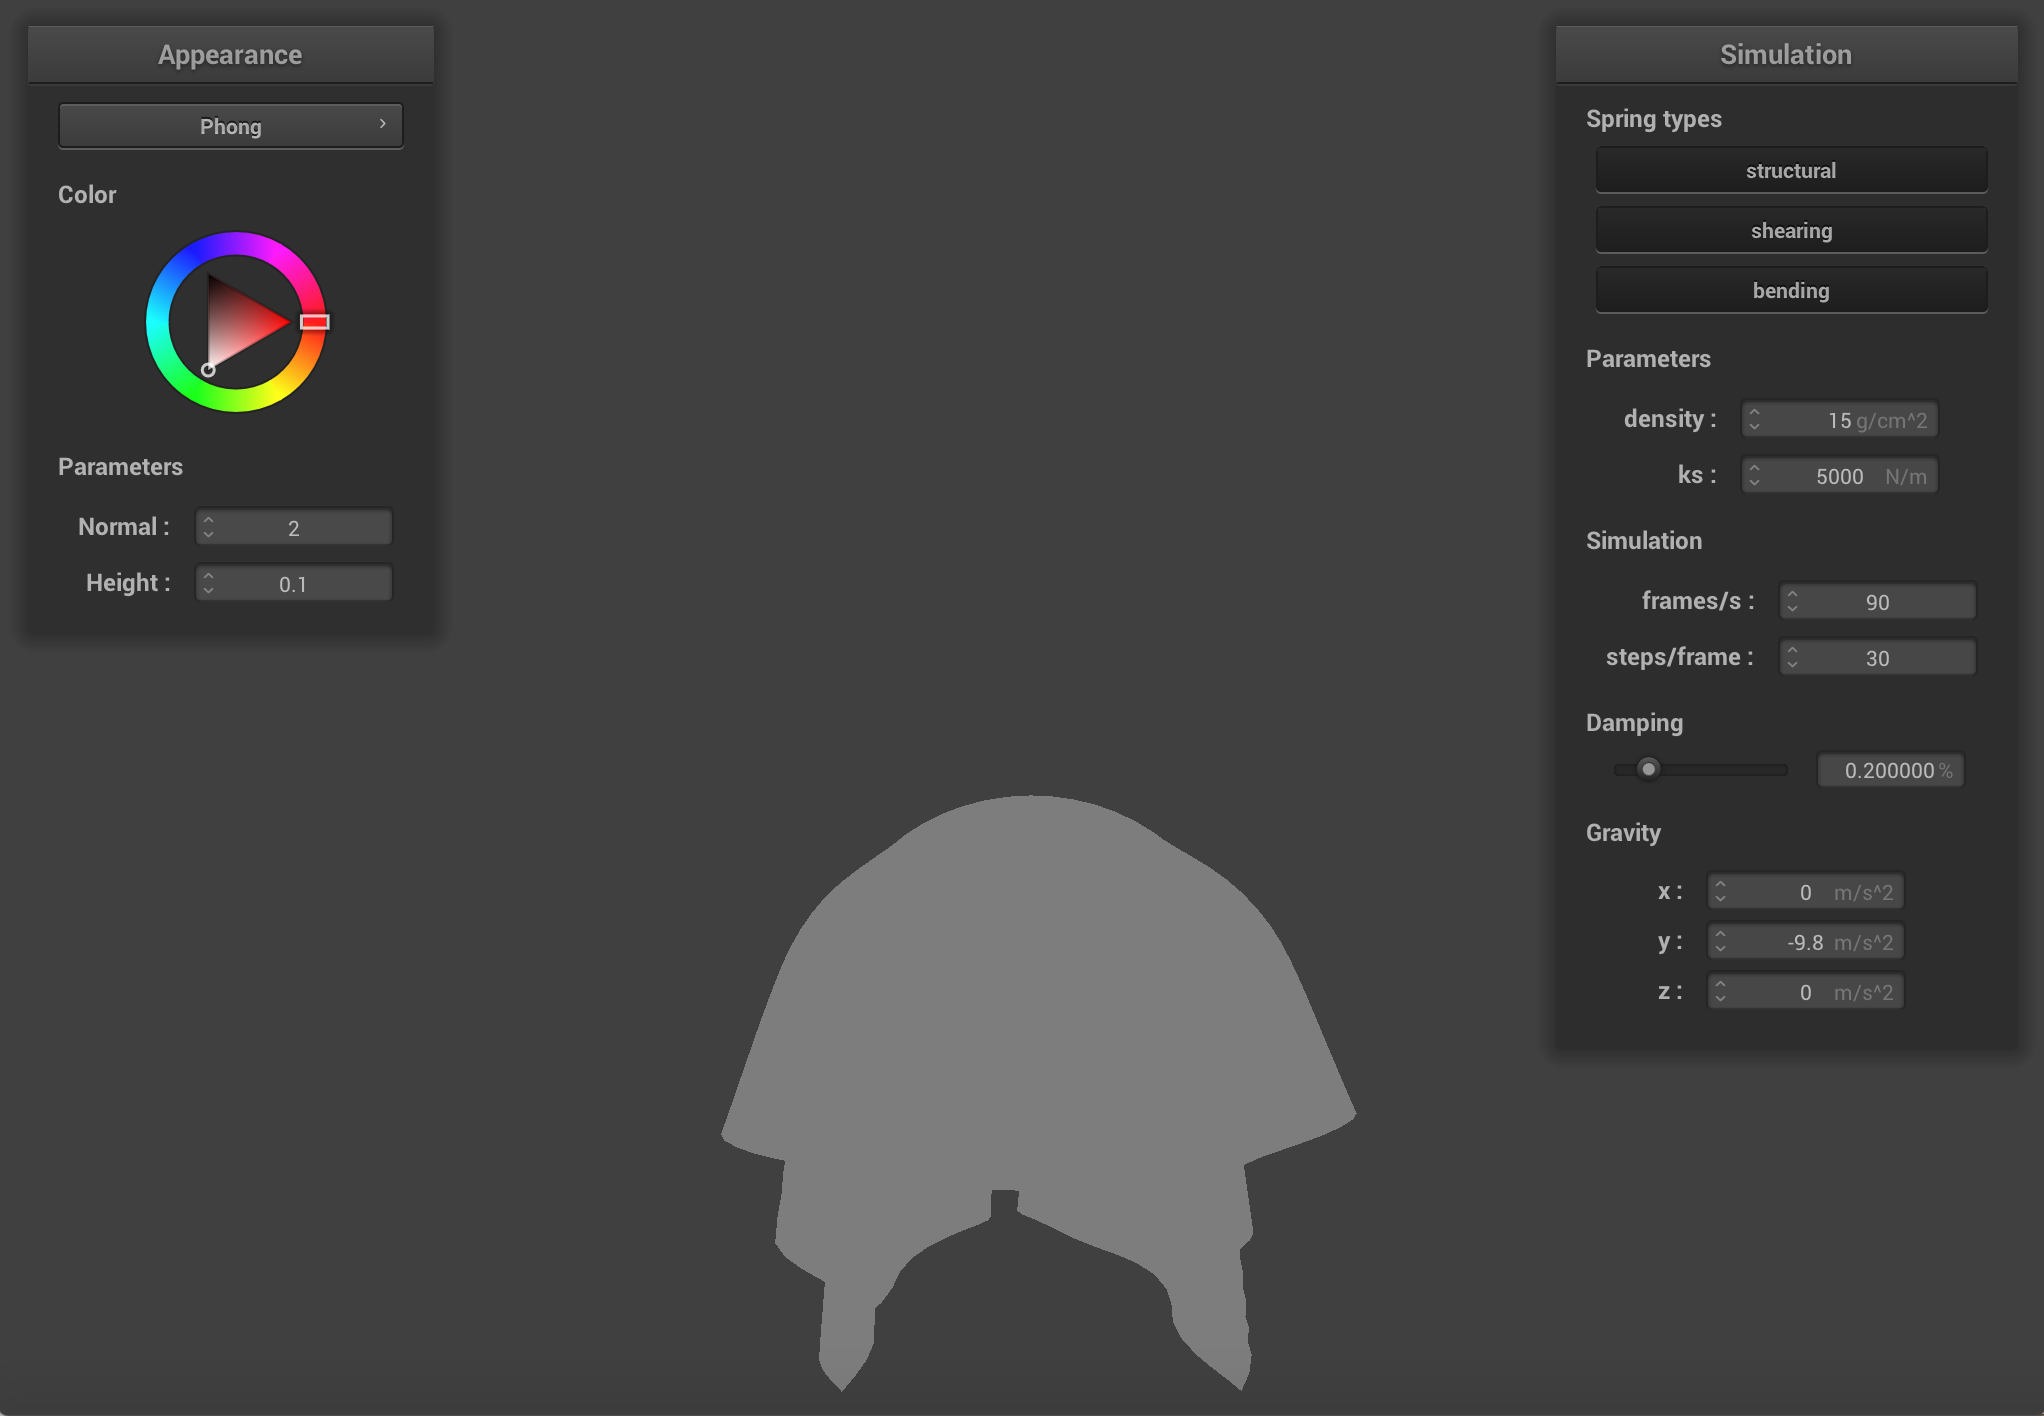 Appearance
Phong
Color
Parameters
Normal : 2
Height : 0.1
Simulation
Spring types
structural
shearing
bending
Parameters
density : 15 g/cm^2
ks : 5000 N/m
Simulation
frames/s : 90
steps/frame : 30
Damping
0.200000 %
Gravity
x : 0 m/s^2
y : -9.8 m/s^2
z : 0 m/s^2